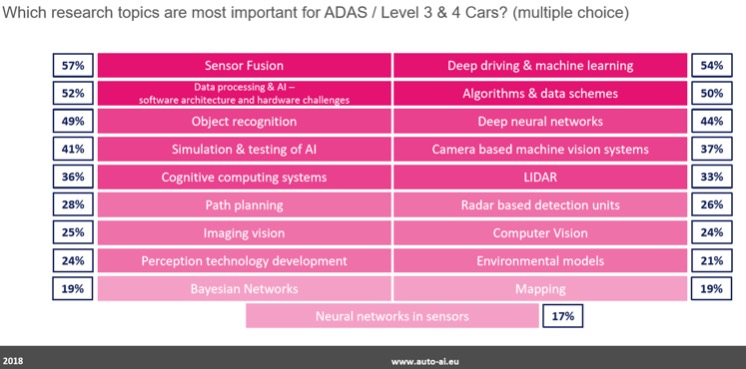 Which research topics are most important for ADAS / Level 3 & 4 Cars? (multiple choice)
57% Sensor Fusion Deep driving & machine learning 54%
52% Data processing & AI –
software architecture and hardware challenges Algorithms & data schemes 50%
49% Object recognition Deep neural networks 44%
41% Simulation & testing of AI Camera based machine vision systems 37%
36% Cognitive computing systems LIDAR 33%
28% Path planning Radar based detection units 26%
25% Imaging vision Computer Vision 24%
24% Perception technology development Environmental models 21%
19% Bayesian Networks Mapping 19%
Neural networks in sensors 17%
2018 www.auto-ai.eu